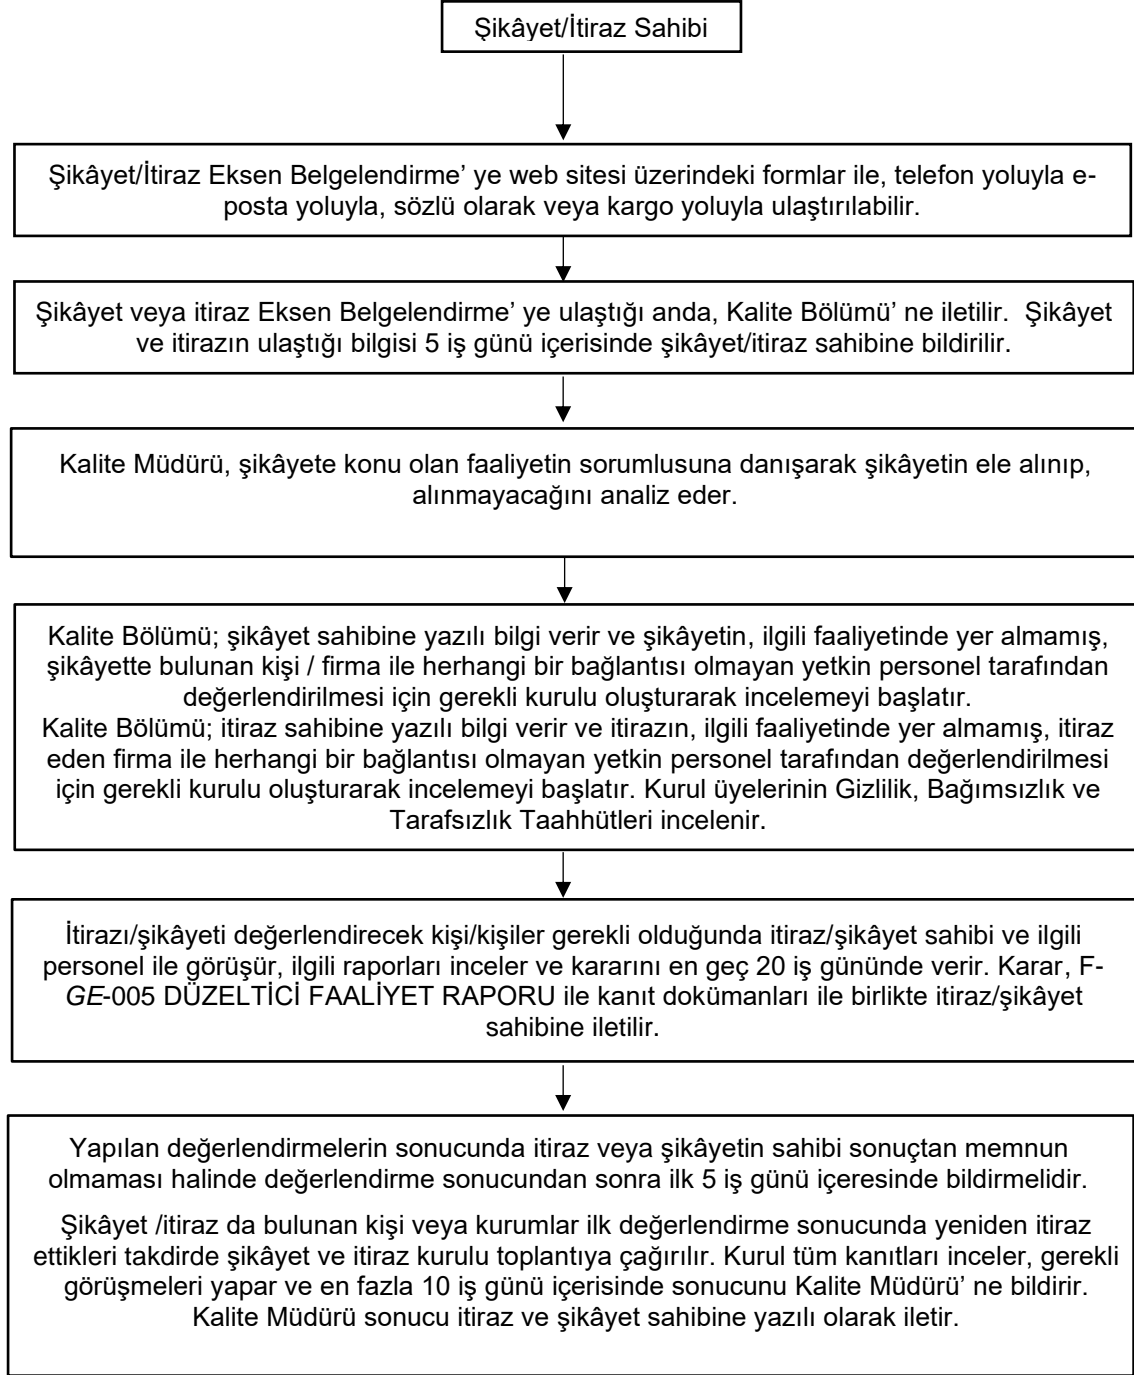 Şikâyet/İtiraz Sahibi
Şikâyet/İtiraz Eksen Belgelendirme’ ye web sitesi üzerindeki formlar ile, telefon yoluyla e-
posta yoluyla, sözlü olarak veya kargo yoluyla ulaştırılabilir.
Şikâyet veya itiraz Eksen Belgelendirme’ ye ulaştığı anda, Kalite Bölümü’ ne iletilir. Şikâyet
ve itirazın ulaştığı bilgisi 5 iş günü içerisinde şikâyet/itiraz sahibine bildirilir.
Kalite Müdürü, şikâyete konu olan faaliyetin sorumlusuna danışarak şikâyetin ele alınıp,
alınmayacağını analiz eder.
Kalite Bölümü; şikâyet sahibine yazılı bilgi verir ve şikâyetin, ilgili faaliyetinde yer almamış,
şikâyette bulunan kişi / firma ile herhangi bir bağlantısı olmayan yetkin personel tarafından
değerlendirilmesi için gerekli kurulu oluşturarak incelemeyi başlatır.
Kalite Bölümü; itiraz sahibine yazılı bilgi verir ve itirazın, ilgili faaliyetinde yer almamış, itiraz
eden firma ile herhangi bir bağlantısı olmayan yetkin personel tarafından değerlendirilmesi
için gerekli kurulu oluşturarak incelemeyi başlatır. Kurul üyelerinin Gizlilik, Bağımsızlık ve
Tarafsızlık Taahhütleri incelenir.
İtirazı/şikâyeti değerlendirecek kişi/kişiler gerekli olduğunda itiraz/şikâyet sahibi ve ilgili
personel ile görüşür, ilgili raporları inceler ve kararını en geç 20 iş gününde verir. Karar, F-
GE-005 DÜZELTİCİ FAALİYET RAPORU ile kanıt dokümanları ile birlikte itiraz/şikâyet
sahibine iletilir.
Yapılan değerlendirmelerin sonucunda itiraz veya şikâyetin sahibi sonuçtan memnun
olmaması halinde değerlendirme sonucundan sonra ilk 5 iş günü içeresinde bildirmelidir.
Şikâyet /itiraz da bulunan kişi veya kurumlar ilk değerlendirme sonucunda yeniden itiraz
ettikleri takdirde şikâyet ve itiraz kurulu toplantıya çağırılır. Kurul tüm kanıtları inceler, gerekli
görüşmeleri yapar ve en fazla 10 iş günü içerisinde sonucunu Kalite Müdürü’ ne bildirir.
Kalite Müdürü sonucu itiraz ve şikâyet sahibine yazılı olarak iletir.